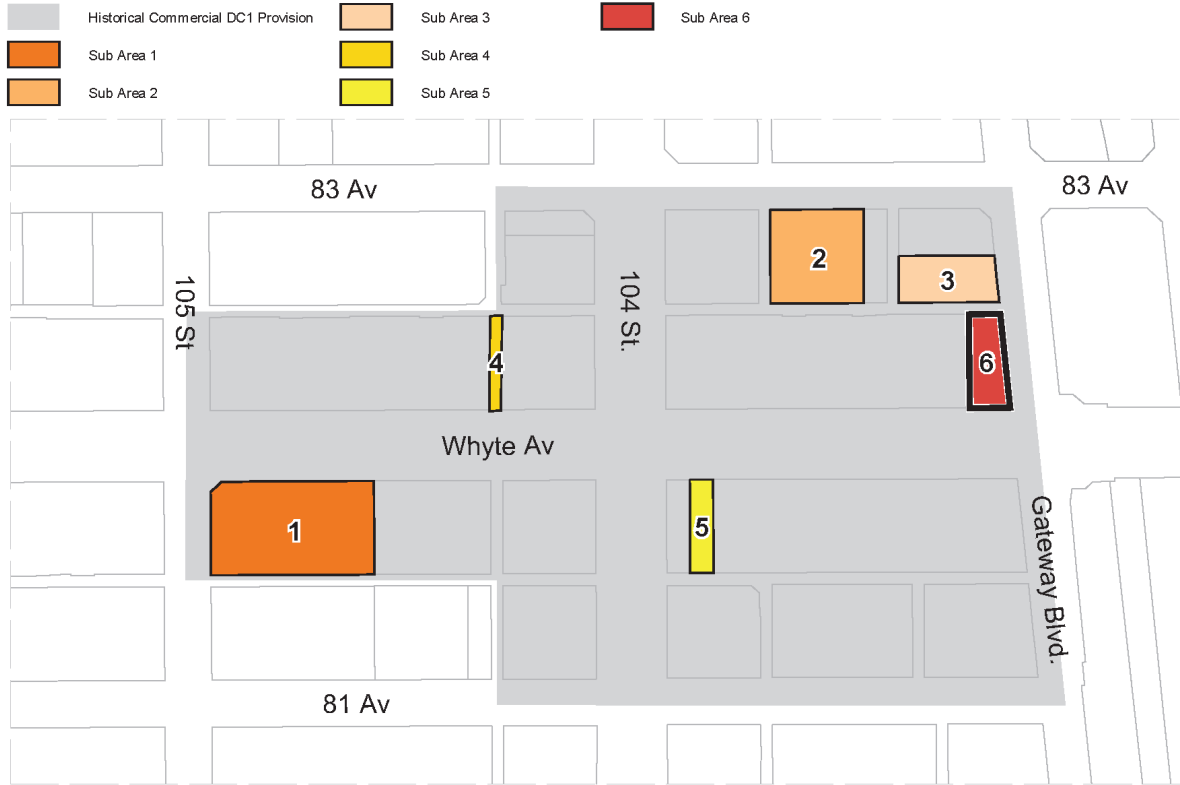 Historical Commercial DC1 Provision
Sub Area 3
Sub Area 6
Sub Area 1
Sub Area 4
Sub Area 2
Sub Area 5
83 Av
83 Av
2
3
105 St
104 St.
4
6
Whyte Av
1
5
Gateway Blvd.
81 Av